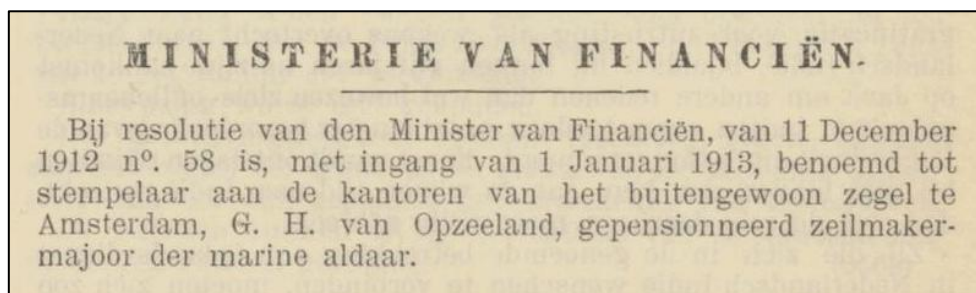 MINISTERIE VAN FINANCIËN.
Bij resolutie van den Minister van Financiën, van 11 December
1912 nº. 58 is, met ingang van 1 Januari 1913, benoemd tot
stempelaar aan de kantoren van het buitengewoon zegel te
Amsterdam, G. H. van Opzeeland, gepensionneerd zeilmaker-
majoor der marine aldaar.